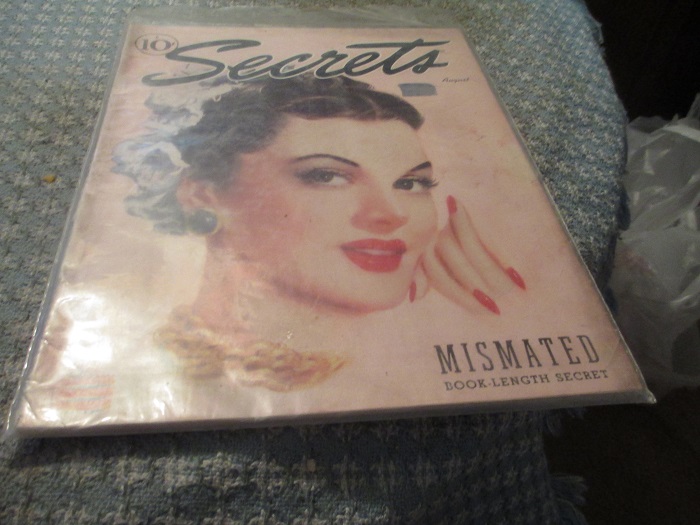 10¢
Secrets
August
MISMATED
BOOK-LENGTH SECRET